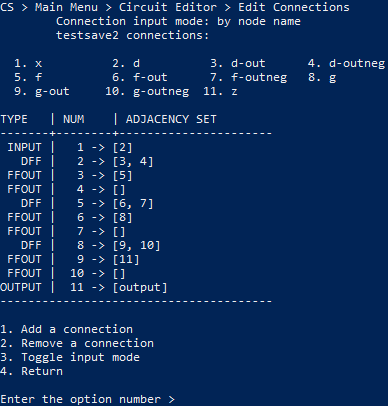 CS > Main Menu > Circuit Editor > Edit Connections
Connection input mode: by node name
testsave2 connections:
1. x 2. d 3. d-out 4. d-outneg
5. f 6. f-out 7. f-outneg 8. g
9. g-out 10. g-outneg 11. z
TYPE | NUM | ADJACENCY SET
-------+-------+---------------------
INPUT | 1 -> [2]
DFF | 2 -> [3, 4]
FFOUT | 3 -> [5]
FFOUT | 4 -> []
DFF | 5 -> [6, 7]
FFOUT | 6 -> [8]
FFOUT | 7 -> []
DFF | 8 -> [9, 10]
FFOUT | 9 -> [11]
FFOUT | 10 -> []
OUTPUT | 11 -> [output]
-------------------------------------
1. Add a connection
2. Remove a connection
3. Toggle input mode
4. Return
Enter the option number >